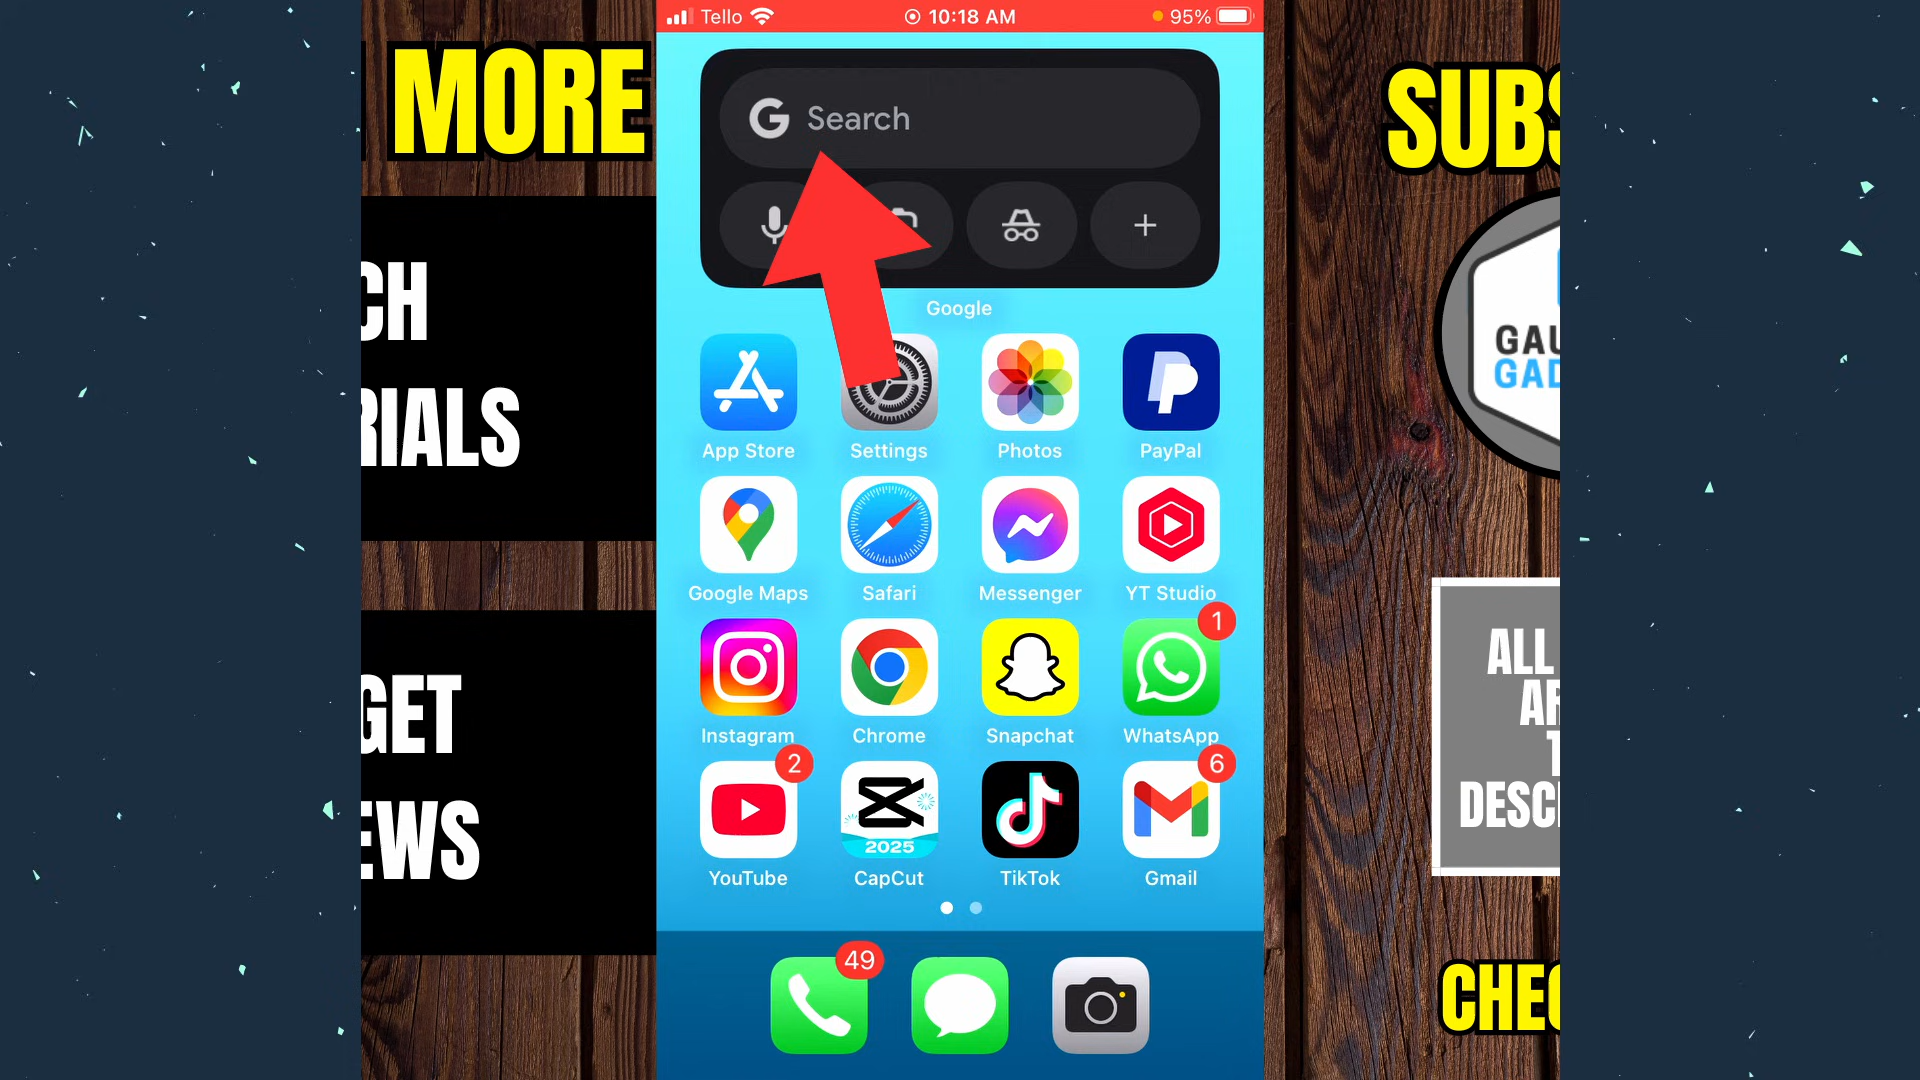 MORE
CH
RIALS
GET
EWS
Tello
10:18 AM
95%
Search
Google
App Store
Settings
Photos
PayPal
Google Maps
Safari
Messenger
YT Studio
1
Instagram
Chrome
Snapchat
WhatsApp
2
6
2025
YouTube
CapCut
TikTok
Gmail
49
SUBS
GAU
GAD
ALL
AR
T
DESC
CHEC